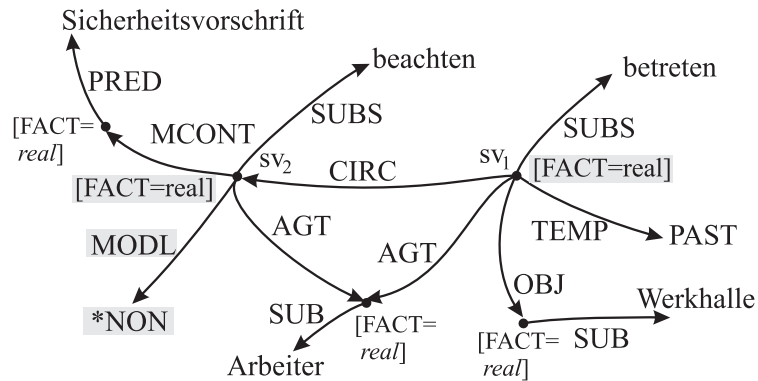 Sicherheitsvorschrift
beachten
betreten
PRED
SUBS
SUBS
[FACT=
real]
MCONT
sv2
CIRC
sv1
[FACT=real]
[FACT=real]
MODL
AGT
AGT
TEMP
PAST
*NON
SUB
[FACT=
real]
OBJ
Werkhalle
[FACT=
real]
SUB
Arbeiter